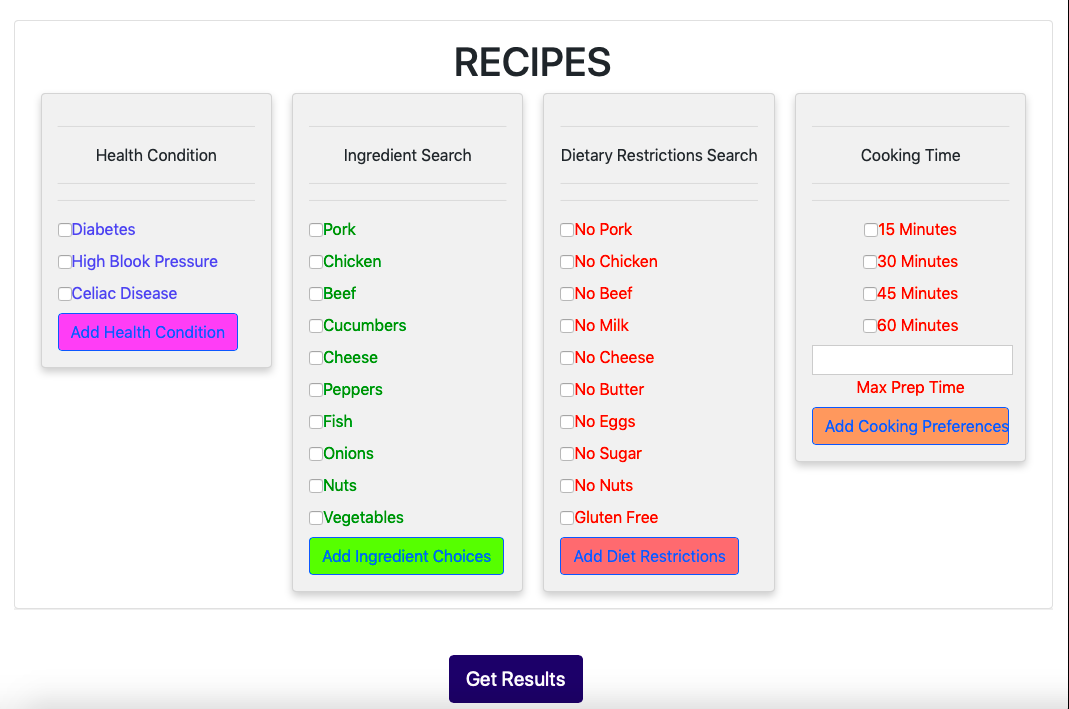 RECIPES
Health Condition
Diabetes
High Blook Pressure
Celiac Disease
Add Health Condition
Ingredient Search
Pork
Chicken
Beef
Cucumbers
Cheese
Peppers
Fish
Onions
Nuts
Vegetables
Add Ingredient Choices
Dietary Restrictions Search
No Pork
No Chicken
No Beef
No Milk
No Cheese
No Butter
No Eggs
No Sugar
No Nuts
Gluten Free
Add Diet Restrictions
Cooking Time
15 Minutes
30 Minutes
45 Minutes
60 Minutes
Max Prep Time
Add Cooking Preferences
Get Results